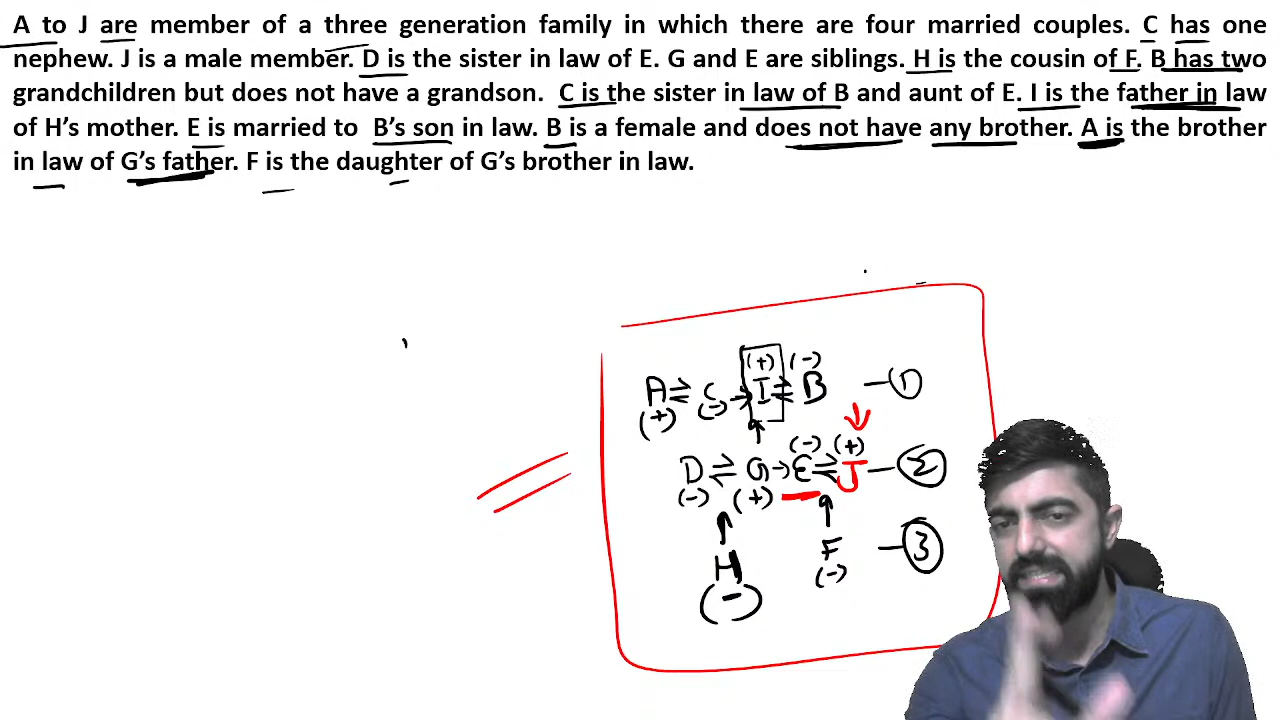 A to J are member of a three generation family in which there are four married couples. C has one
nephew. J is a male member. D is the sister in law of E. G and E are siblings. H is the cousin of F. B has two
grandchildren but does not have a grandson. C is the sister in law of B and aunt of E. I is the father in law
of H's mother. E is married to B's son in law. B is a female and does not have any brother. A is the brother
in law of G's father. F is the daughter of G's brother in law.
(+) (-)
A ⇌ C → I ⇌ B — ①
(+) (-)
(-) (+)
D ⇌ G → E ⇌ J — ②
(-) (+)
H F — ③
(-) (-)